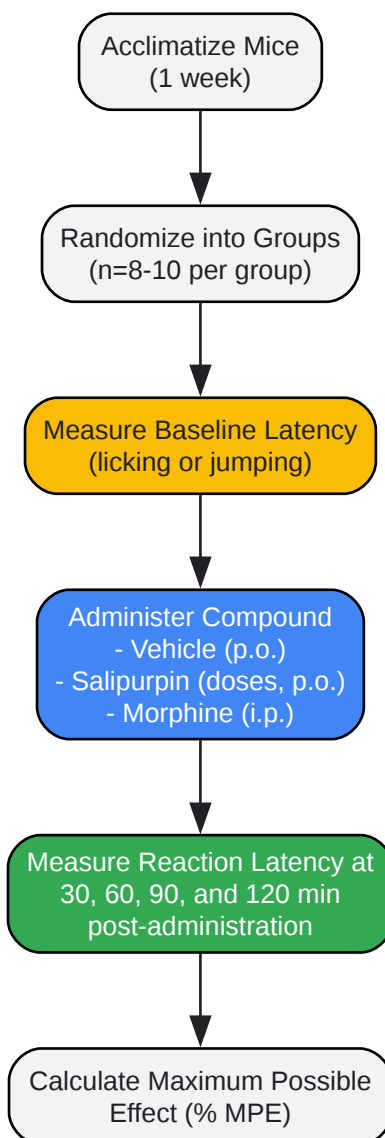 Acclimatize Mice
(1 week)
Randomize into Groups
(n=8-10 per group)
Measure Baseline Latency
(licking or jumping)
Administer Compound
- Vehicle (p.o.)
- Salipurpin (doses, p.o.)
- Morphine (i.p.)
Measure Reaction Latency at
30, 60, 90, and 120 min
post-administration
Calculate Maximum Possible
Effect (% MPE)